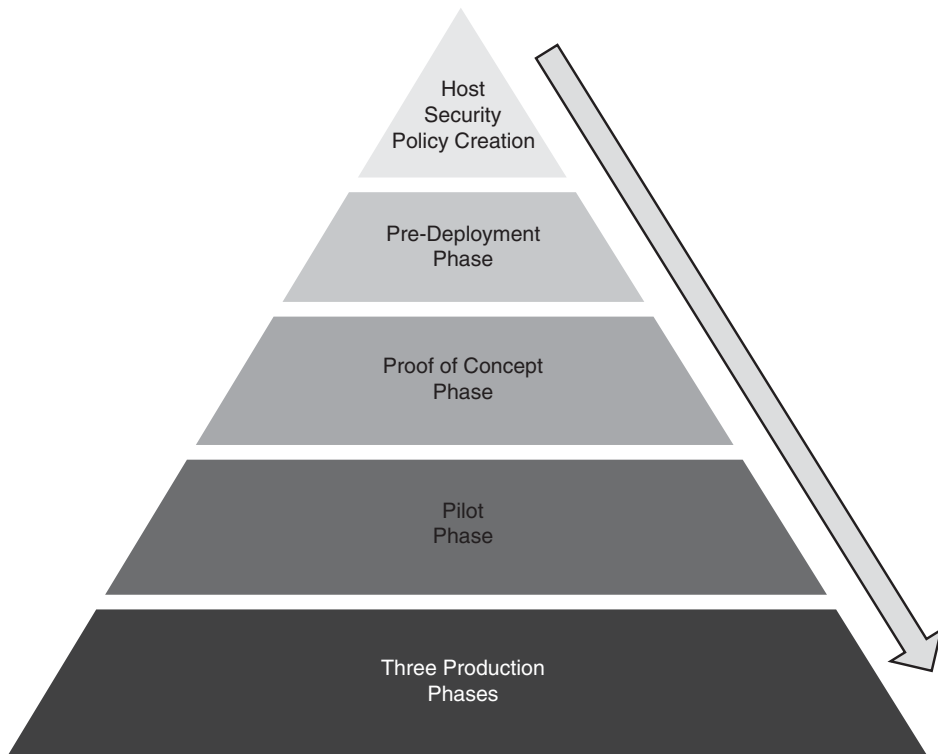 Host
Security
Policy Creation
Pre-Deployment
Phase
Proof of Concept
Phase
Pilot
Phase
Three Production
Phases